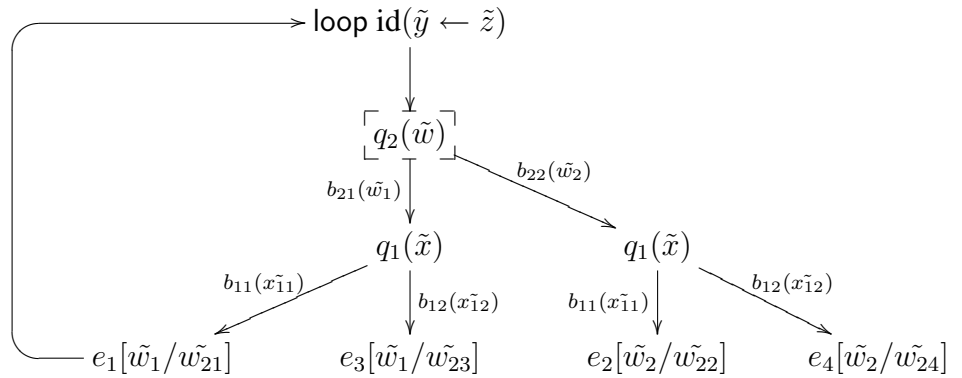 loop id(ỹ ← z̃)
q₂(w̃)
b₂₁(w̃₁) b₂₂(w̃₂)
q₁(x̃) q₁(x̃)
b₁₁(x̃₁₁) b₁₂(x̃₁₂) b₁₁(x̃₁₁) b₁₂(x̃₁₂)
e₁[w̃₁/w̃₂₁] e₃[w̃₁/w̃₂₃] e₂[w̃₂/w̃₂₂] e₄[w̃₂/w̃₂₄]